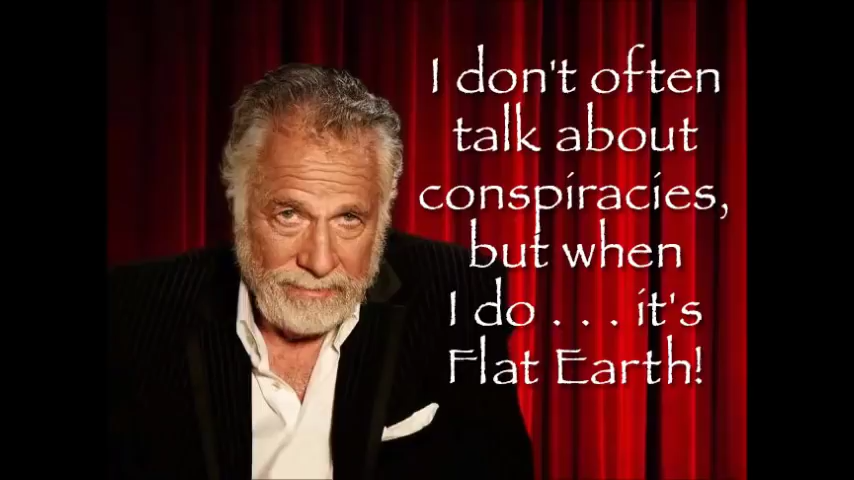 I don't often
talk about
conspiracies,
but when
I do . . . it's
Flat Earth!